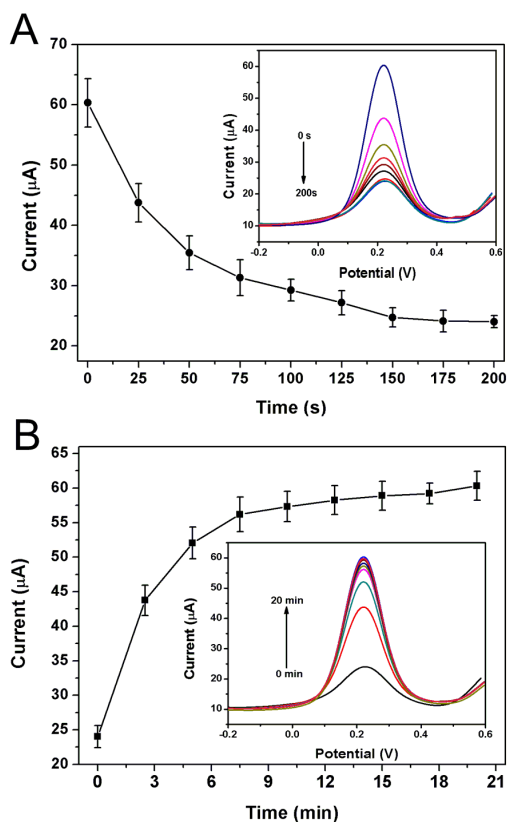 A
70
60
50
40
30
20
Current (μA)
0 25 50 75 100 125 150 175 200
Time (s)
60
50
40
30
20
10
Current (μA)
0 s
200s
-0.2 0.0 0.2 0.4 0.6
Potential (V)
B
65
60
55
50
45
40
35
30
25
20
Current (μA)
0 3 6 9 12 15 18 21
Time (min)
60
50
40
30
20
10
Current (μA)
20 min
0 min
-0.2 0.0 0.2 0.4 0.6
Potential (V)